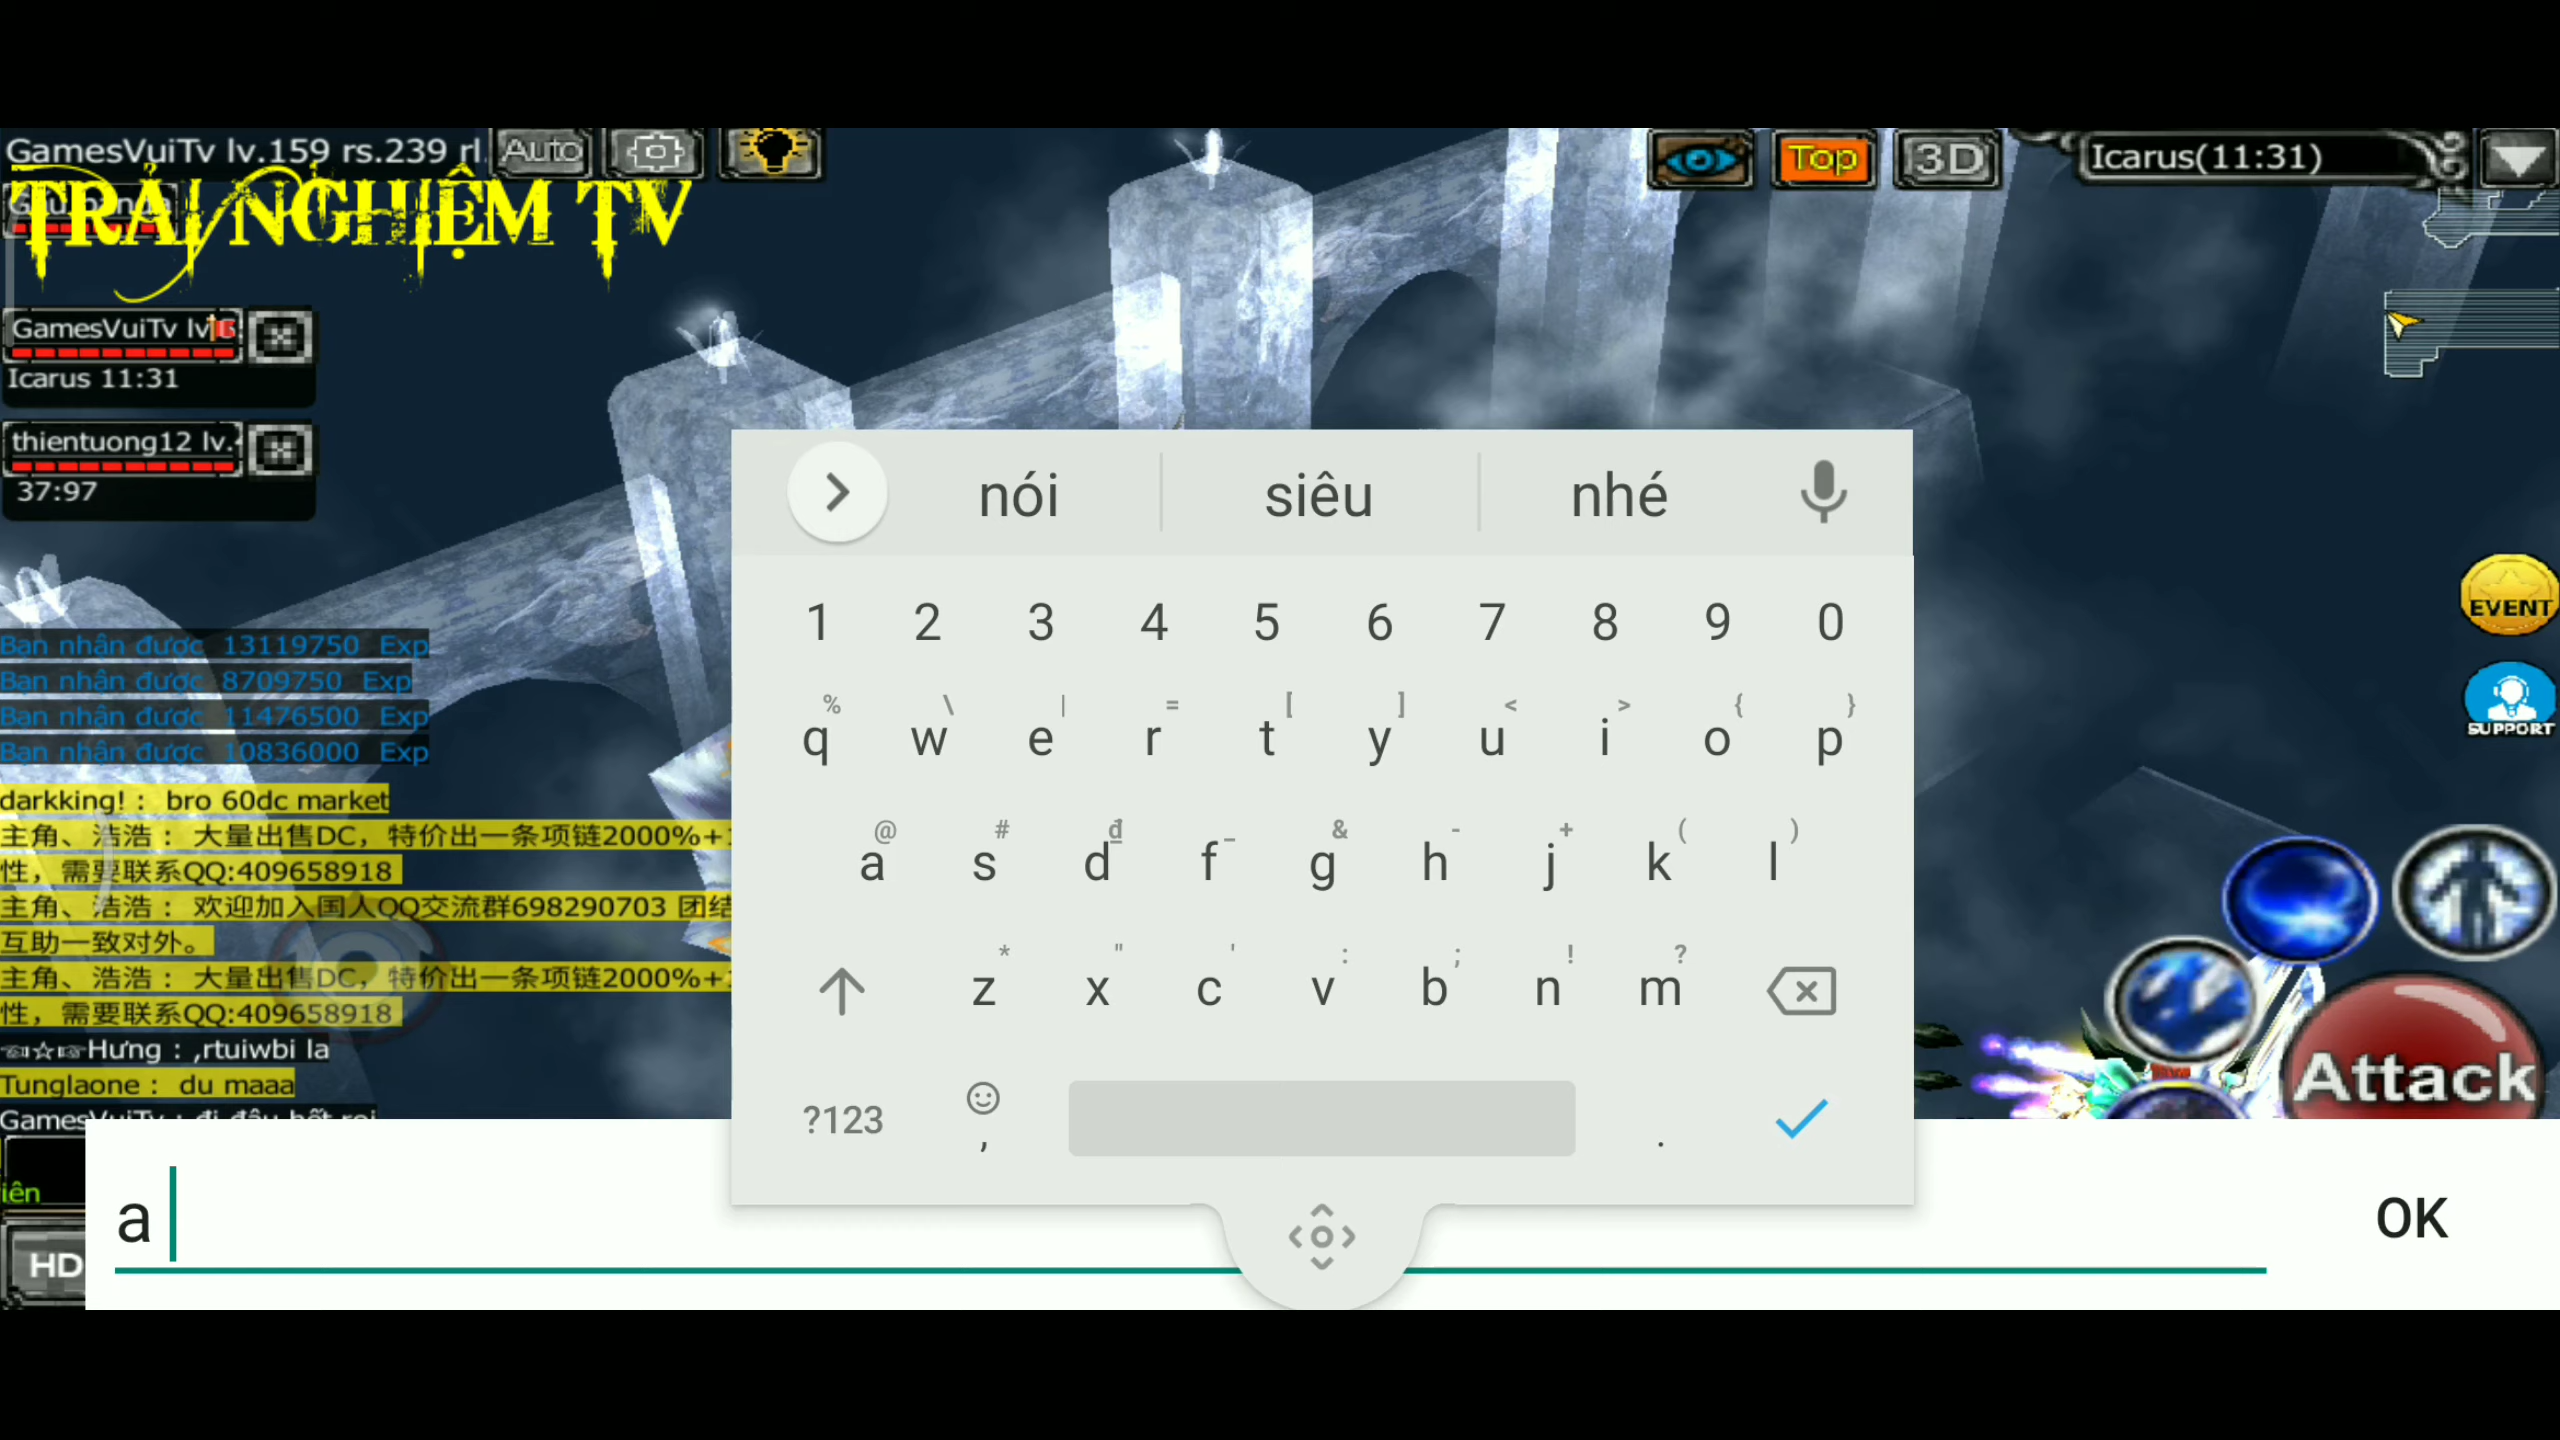 GamesVuiTv lv.159 rs.239 rl.
Auto
Top
3D
Icarus(11:31)
TRẢI NGHIỆM TV
GamesVuiTv lv
Icarus 11:31
thientuong12 lv.
37:97
EVENT
SUPPORT
Bạn nhận được 13119750 Exp
Bạn nhận được 8709750 Exp
Bạn nhận được 11476500 Exp
Bạn nhận được 10836000 Exp
darkking! : bro 60dc market
主角、浩浩 : 大量出售DC，特价出一条项链2000%+
性，需要联系QQ:409658918
主角、浩浩 : 欢迎加入国人QQ交流群698290703 团结
互助一致对外。
主角、浩浩 : 大量出售DC，特价出一条项链2000%+
性，需要联系QQ:409658918
☜☆☞Hưng : ,rtuiwbi la
Tunglaone : du maaa
GamesVuiTv : đi đâu hết rồi
iên
HD
Attack
nói siêu nhé
1 2 3 4 5 6 7 8 9 0
% \ | = [ ] < > { }
q w e r t y u i o p
@ # đ _ & - + ( )
a s d f g h j k l
* " ' : ; ! ?
z x c v b n m
?123 , .
a
OK